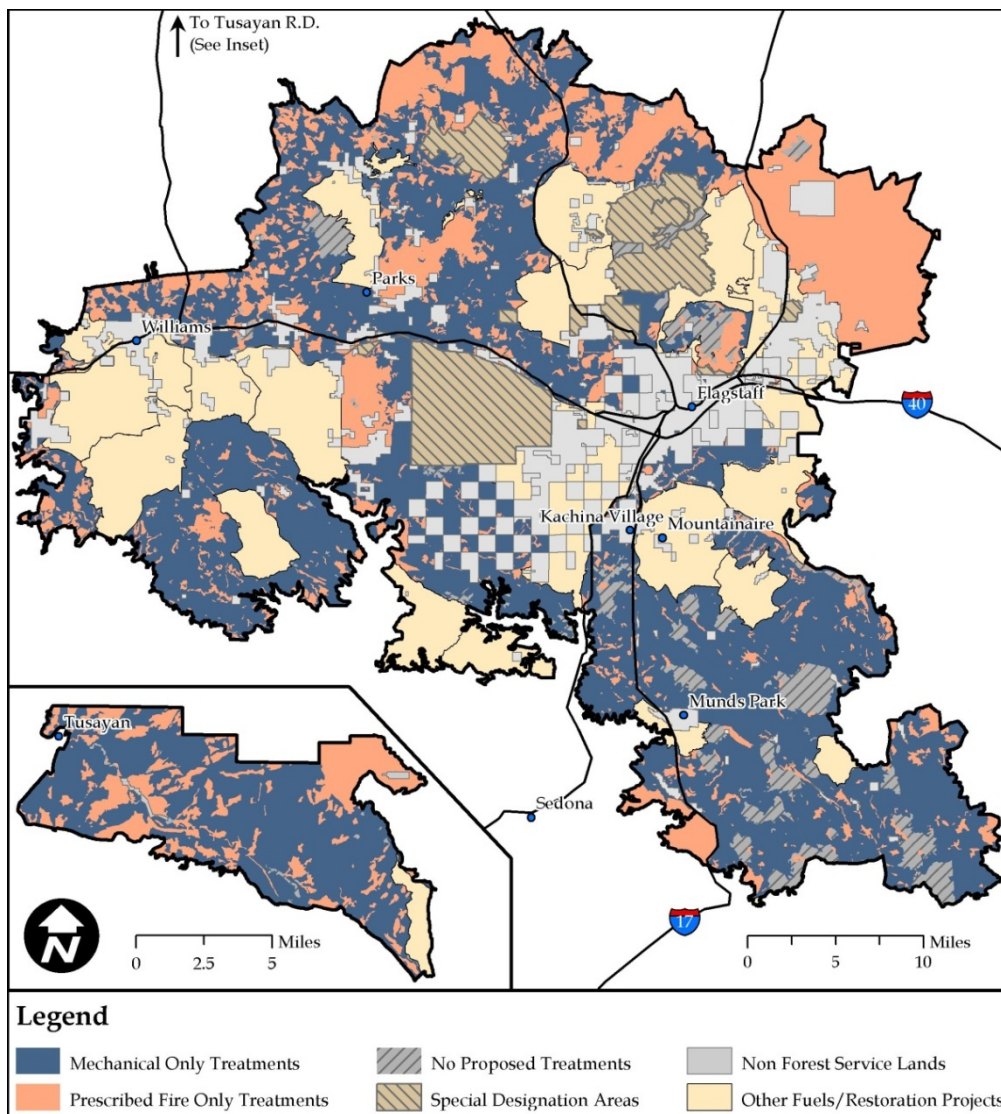 To Tusayan R.D.
(See Inset)
Parks
Williams
Flagstaff
40
Kachina Village
Mountainaire
Munds Park
Tusayan
Sedona
17
N
Miles
0 2.5 5
Miles
0 5 10
Legend
Mechanical Only Treatments
No Proposed Treatments
Non Forest Service Lands
Prescribed Fire Only Treatments
Special Designation Areas
Other Fuels/Restoration Projects